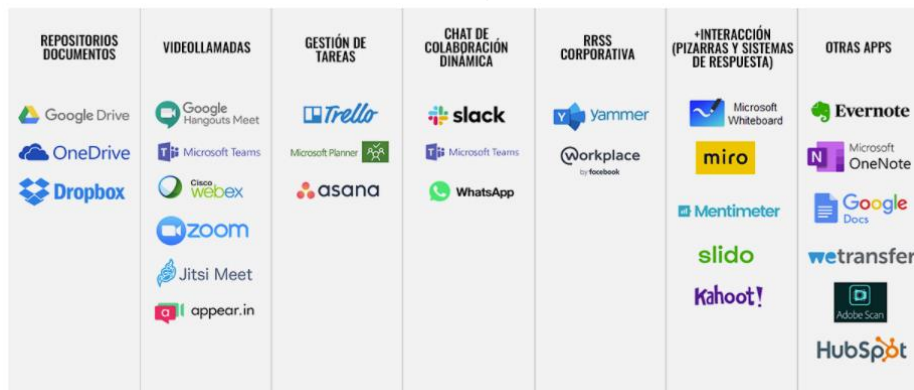 REPOSITORIOS
DOCUMENTOS
Google Drive
OneDrive
Dropbox
VIDEOLLAMADAS
Google
Hangouts Meet
Microsoft Teams
Cisco
webex
zoom
Jitsi Meet
appear.in
GESTIÓN DE
TAREAS
Trello
Microsoft Planner
asana
CHAT DE
COLABORACIÓN
DINÁMICA
slack
Microsoft Teams
WhatsApp
RRSS
CORPORATIVA
yammer
workplace
by facebook
+INTERACCIÓN
(PIZARRAS Y SISTEMAS
DE RESPUESTA)
Microsoft
Whiteboard
miro
Mentimeter
slido
Kahoot!
OTRAS APPS
Evernote
Microsoft
OneNote
Google
Docs
wetransfer
Adobe Scan
HubSpot